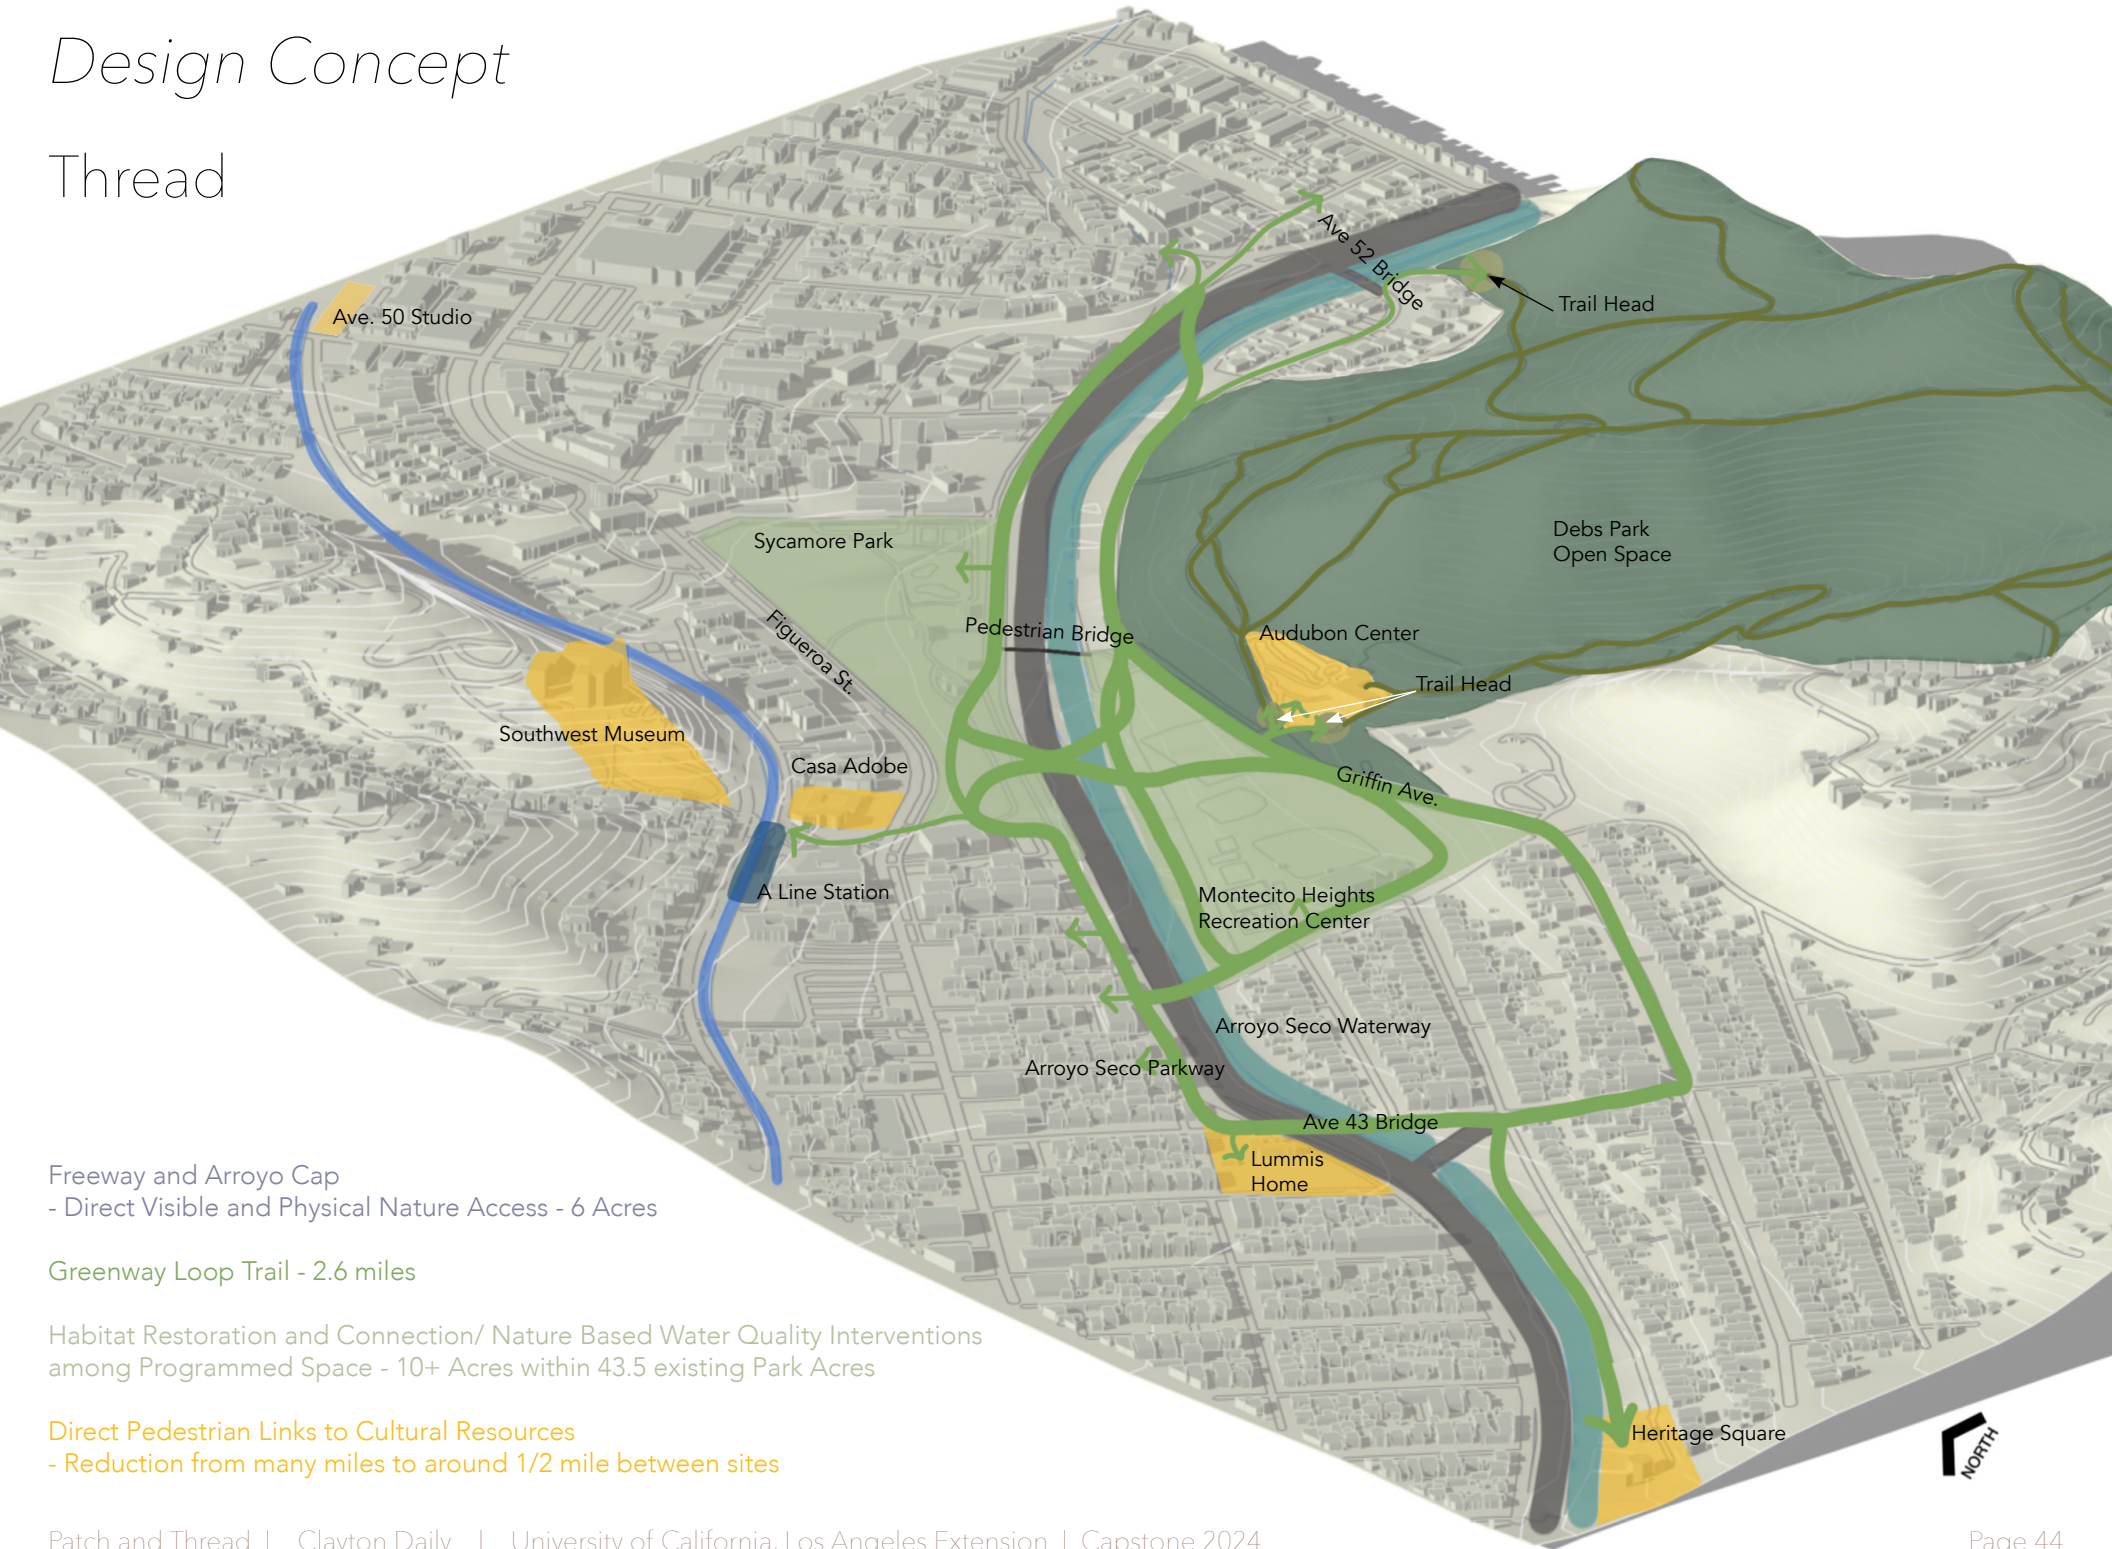 Design Concept
Thread
Ave 52 Bridge
Trail Head
Ave. 50 Studio
Sycamore Park
Debs Park
Open Space
Figueroa St.
Pedestrian Bridge
Audubon Center
Trail Head
Southwest Museum
Casa Adobe
Griffin Ave.
A Line Station
Montecito Heights
Recreation Center
Arroyo Seco Waterway
Arroyo Seco Parkway
Ave 43 Bridge
Lummis
Home
Freeway and Arroyo Cap
- Direct Visible and Physical Nature Access - 6 Acres
Greenway Loop Trail - 2.6 miles
Habitat Restoration and Connection/ Nature Based Water Quality Interventions
among Programmed Space - 10+ Acres within 43.5 existing Park Acres
Direct Pedestrian Links to Cultural Resources
- Reduction from many miles to around 1/2 mile between sites
Heritage Square
NORTH
Patch and Thread | Clayton Daily | University of California, Los Angeles Extension | Capstone 2024
Page 44